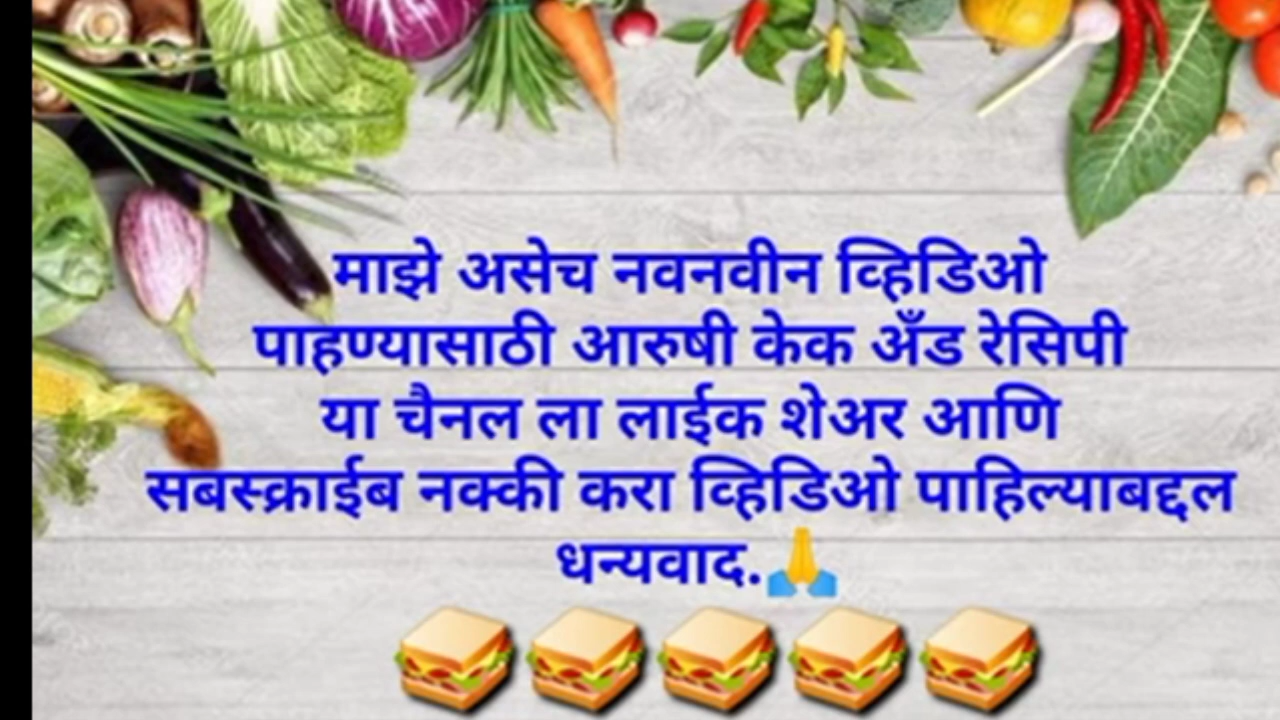 माझे असेच नवनवीन व्हिडिओ
पाहण्यासाठी आरुषी केक अँड रेसिपी
या चैनल ला लाईक शेअर आणि
सबस्क्राईब नक्की करा व्हिडिओ पाहिल्याबद्दल
धन्यवाद.🙏
🥪🥪🥪🥪🥪